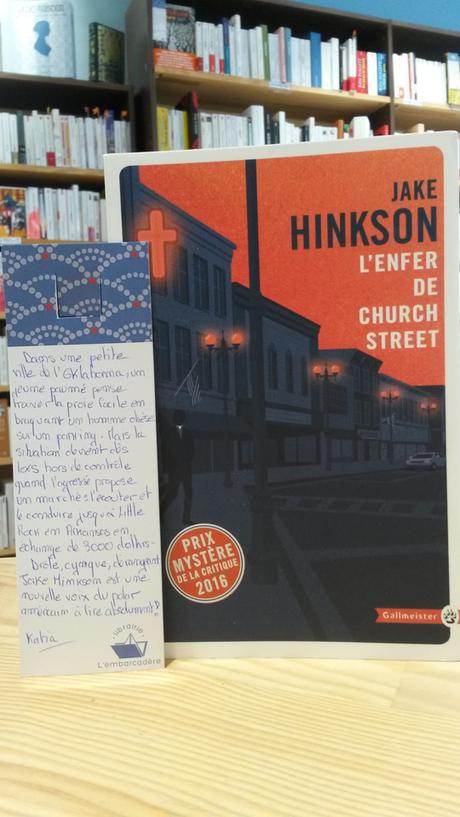 JAKE
HINKSON
L'ENFER
DE
CHURCH
STREET
PRIX
MYSTÈRE
DE LA CRITIQUE
2016
Gallmeister
Dans une petite
ville de l'Oklahoma, un
jeune paumé pense
trouver la proie facile en
braquant un homme obèse
sur un parking. Mais la
situation devient dès
lors hors de contrôle
quand l'agressé propose
un marché : l'écouter et
le conduire jusqu'à Little
Rock en Arkansas en
échange de 3000 dollars.
Drôle, cynique, dérangeant
Jake Hinkson est une
nouvelle voix du polar
américain à lire absolument !
Katia
librairie
L'embarcadère